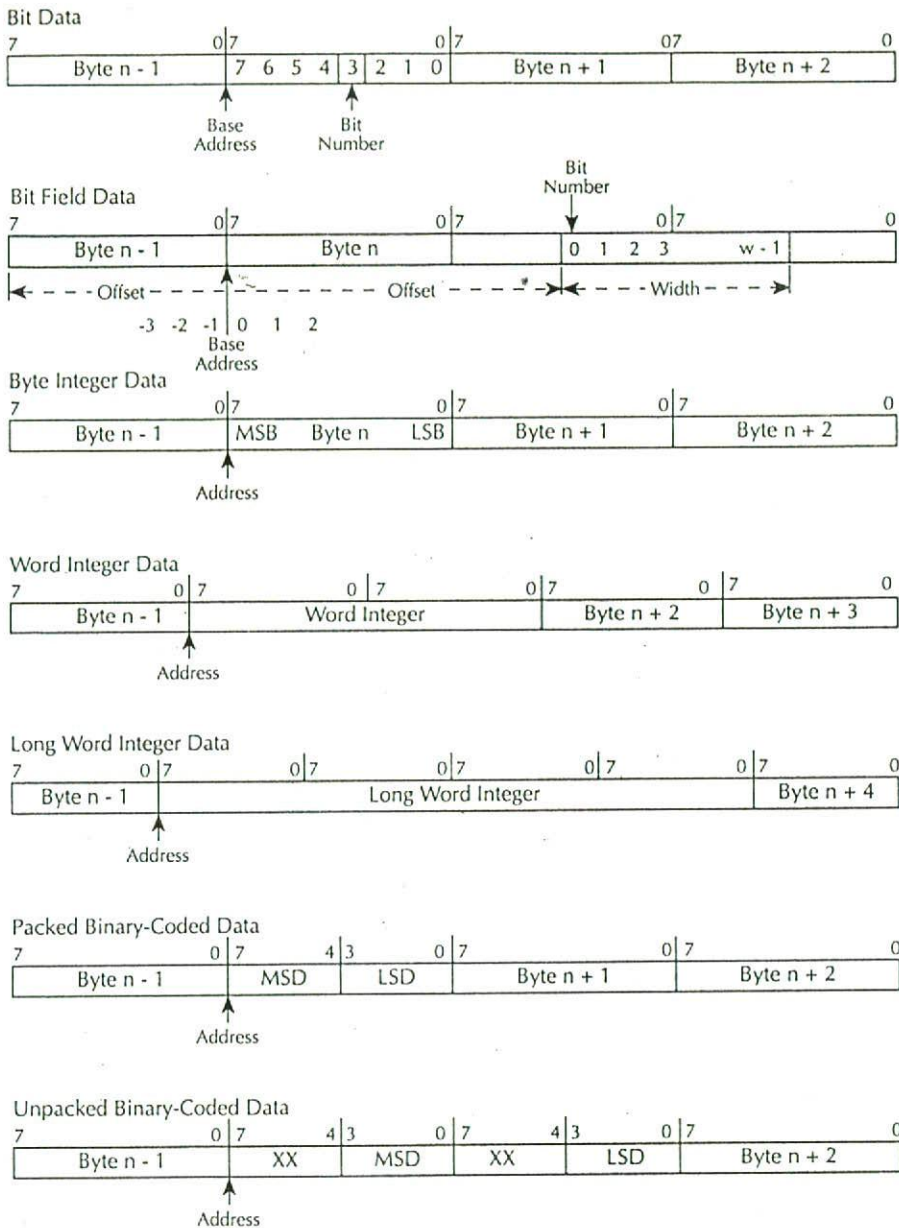 Bit Data
7 0 7 0 7 07 0
Byte n - 1 7 6 5 4 3 2 1 0 Byte n + 1 Byte n + 2
Base Address
Bit Number
Bit Number
Bit Field Data
7 0 7 0 7 0 7 0
Byte n - 1 Byte n 0 1 2 3 w - 1
Offset Offset Width
-3 -2 -1 0 1 2
Base Address
Byte Integer Data
7 0 7 0 7 0 7 0
Byte n - 1 MSB Byte n LSB Byte n + 1 Byte n + 2
Address
Word Integer Data
7 0 7 0 7 0 7 0 7 0
Byte n - 1 Word Integer Byte n + 2 Byte n + 3
Address
Long Word Integer Data
7 0 7 0 7 0 7 0 7 0 7 0
Byte n - 1 Long Word Integer Byte n + 4
Address
Packed Binary-Coded Data
7 0 7 4 3 0 7 0 7 0
Byte n - 1 MSD LSD Byte n + 1 Byte n + 2
Address
Unpacked Binary-Coded Data
7 0 7 4 3 0 7 4 3 0 7 0
Byte n - 1 XX MSD XX LSD Byte n + 2
Address